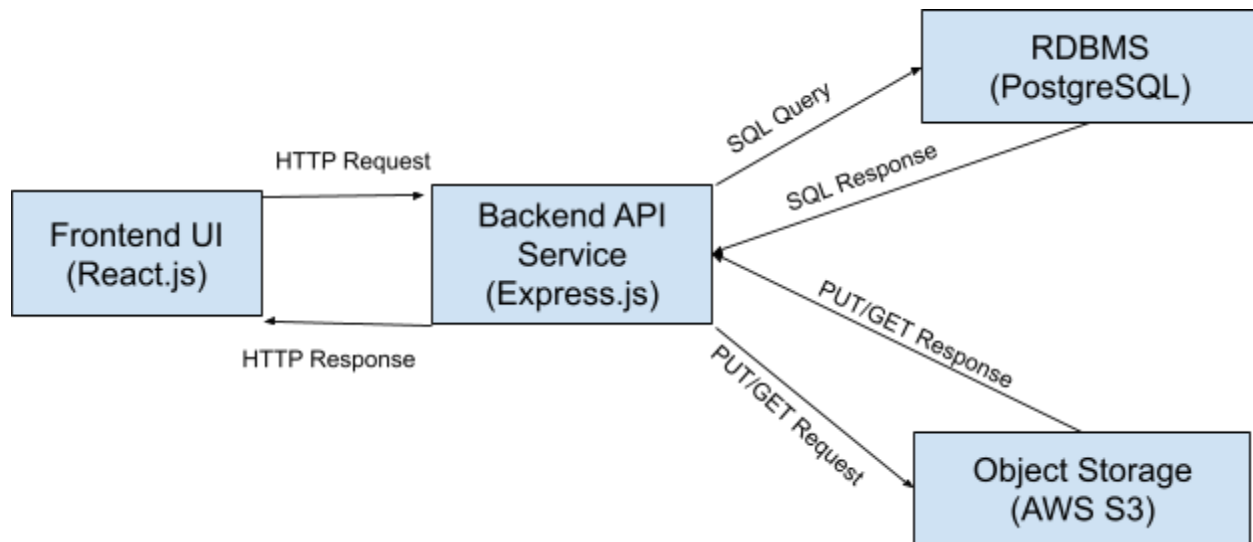 RDBMS
(PostgreSQL)
SQL Query
SQL Response
HTTP Request
Frontend UI
(React.js)
Backend API
Service
(Express.js)
HTTP Response
PUT/GET Response
PUT/GET Request
Object Storage
(AWS S3)